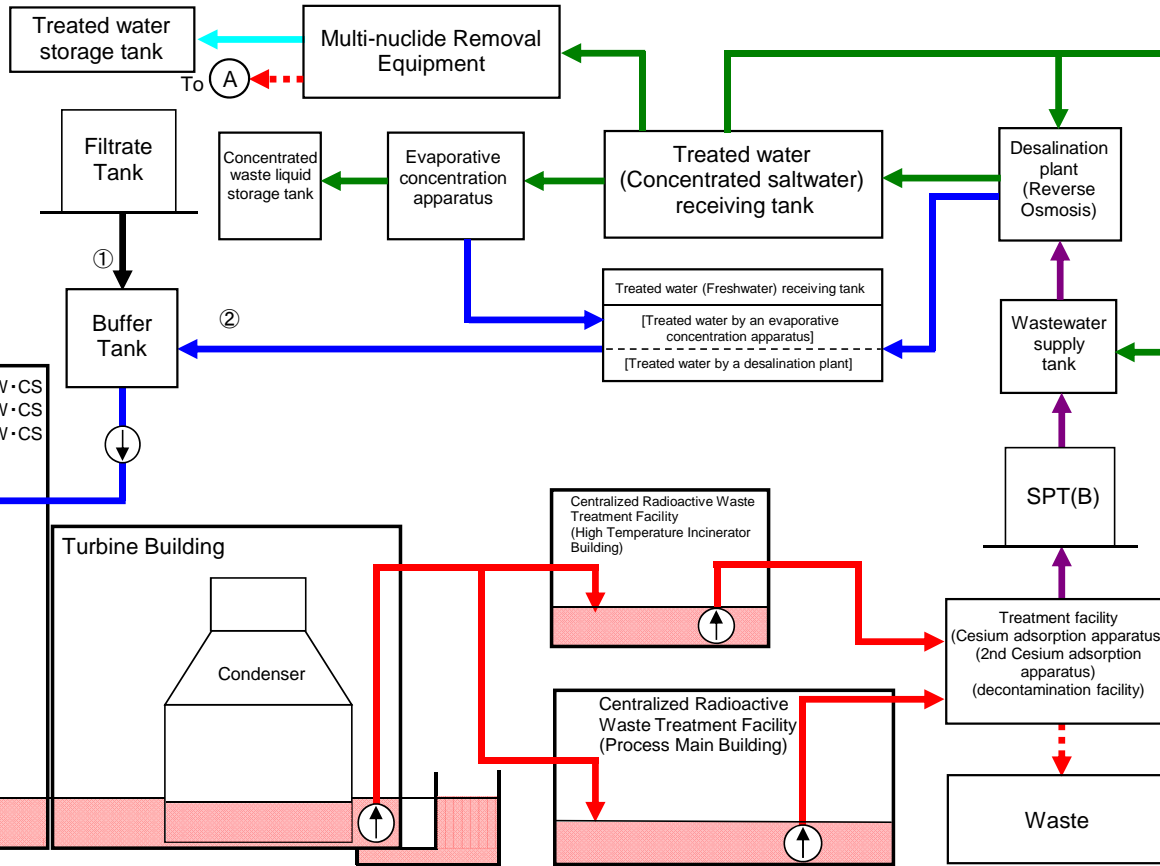 Treated water
storage tank
Multi-nuclide Removal
Equipment
To
A
Filtrate
Tank
Concentrated
waste liquid
storage tank
Evaporative
concentration
apparatus
Treated water
(Concentrated saltwater)
receiving tank
Desalination
plant
(Reverse
Osmosis)
①
②
Buffer
Tank
Treated water (Freshwater) receiving tank
[Treated water by an evaporative
concentration apparatus]
[Treated water by a desalination plant]
Wastewater
supply
tank
W・CS
W・CS
W・CS
SPT(B)
Centralized Radioactive Waste
Treatment Facility
(High Temperature Incinerator
Building)
Turbine Building
Condenser
Treatment facility
(Cesium adsorption apparatus
(2nd Cesium adsorption
apparatus)
(decontamination facility)
Centralized Radioactive
Waste Treatment Facility
(Process Main Building)
Waste